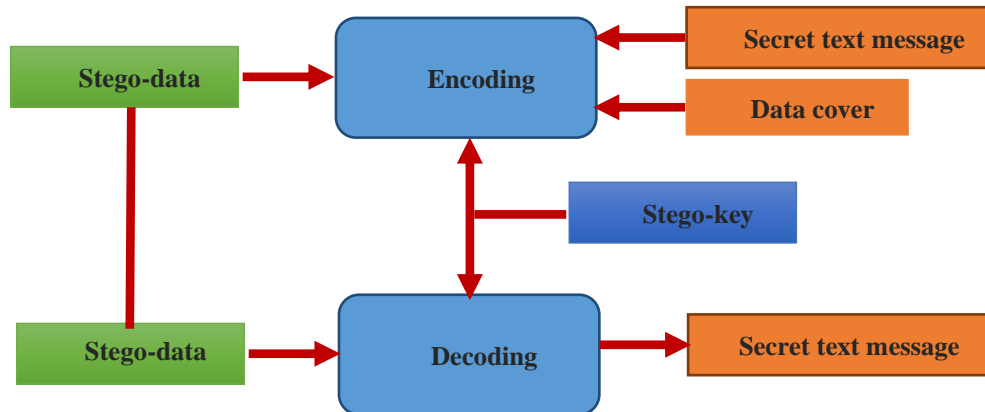 Secret text message
Stego-data
Encoding
Data cover
Stego-key
Stego-data
Decoding
Secret text message